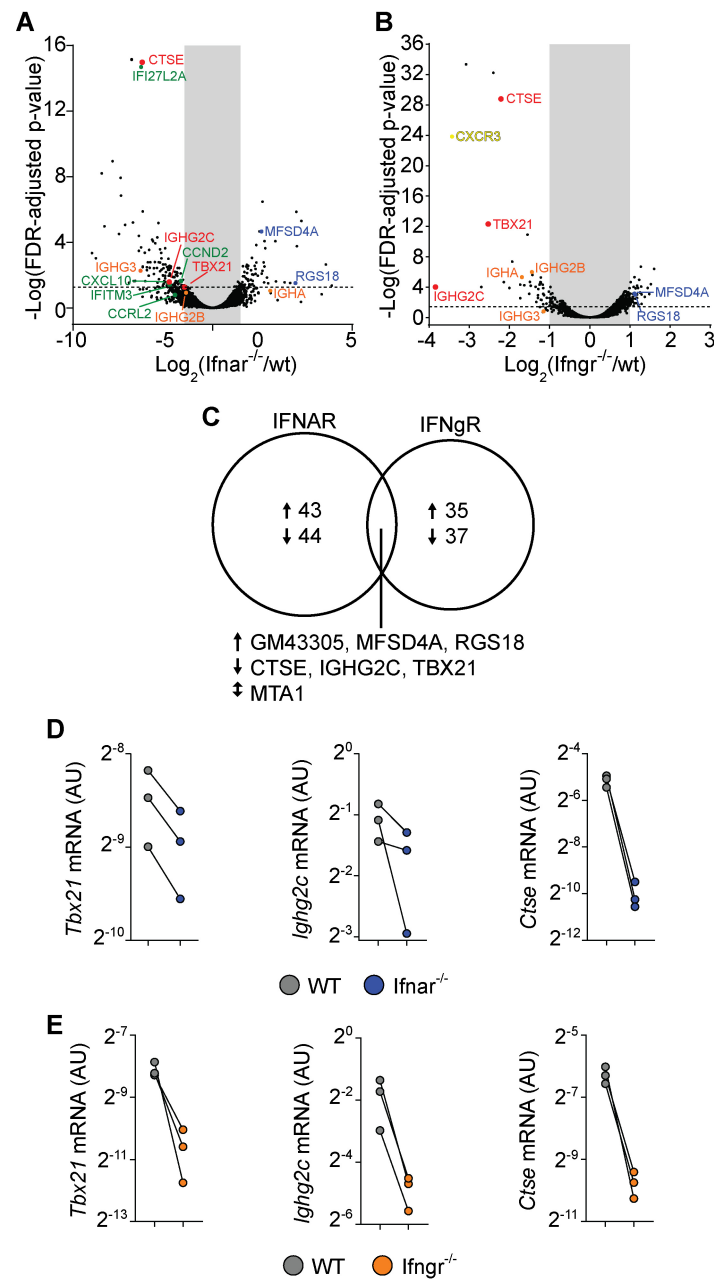 A
B
16
12
8
4
0
-Log(FDR-adjusted p-value)
CTSE
IFI27L2A
IGHG2C
CCND2
TBX21
IGHG3
CXCL10
IFITM3
CCRL2
IGHG2B
MFSD4A
RGS18
IGHA
-10
-5
0
5
Log2(Ifnar-/-/wt)
36
32
28
24
20
16
12
8
4
0
-Log(FDR-adjusted p-value)
CTSE
CXCR3
TBX21
IGHA
IGHG2B
IGHG2C
IGHG3
MFSD4A
RGS18
-4
-3
-2
-1
0
1
2
3
Log2(Ifngr-/-/wt)
C
IFNAR
IFNgR
↑ 43
↓ 44
↑ 35
↓ 37
↑ GM43305, MFSD4A, RGS18
↓ CTSE, IGHG2C, TBX21
↕ MTA1
D
Tbx21 mRNA (AU)
2-8
2-9
2-10
Ighg2c mRNA (AU)
20
2-1
2-2
2-3
Ctse mRNA (AU)
2-4
2-6
2-8
2-10
2-12
WT
Ifnar-/-
E
Tbx21 mRNA (AU)
2-7
2-9
2-11
2-13
Ighg2c mRNA (AU)
20
2-2
2-4
2-6
Ctse mRNA (AU)
2-5
2-7
2-9
2-11
WT
Ifngr-/-